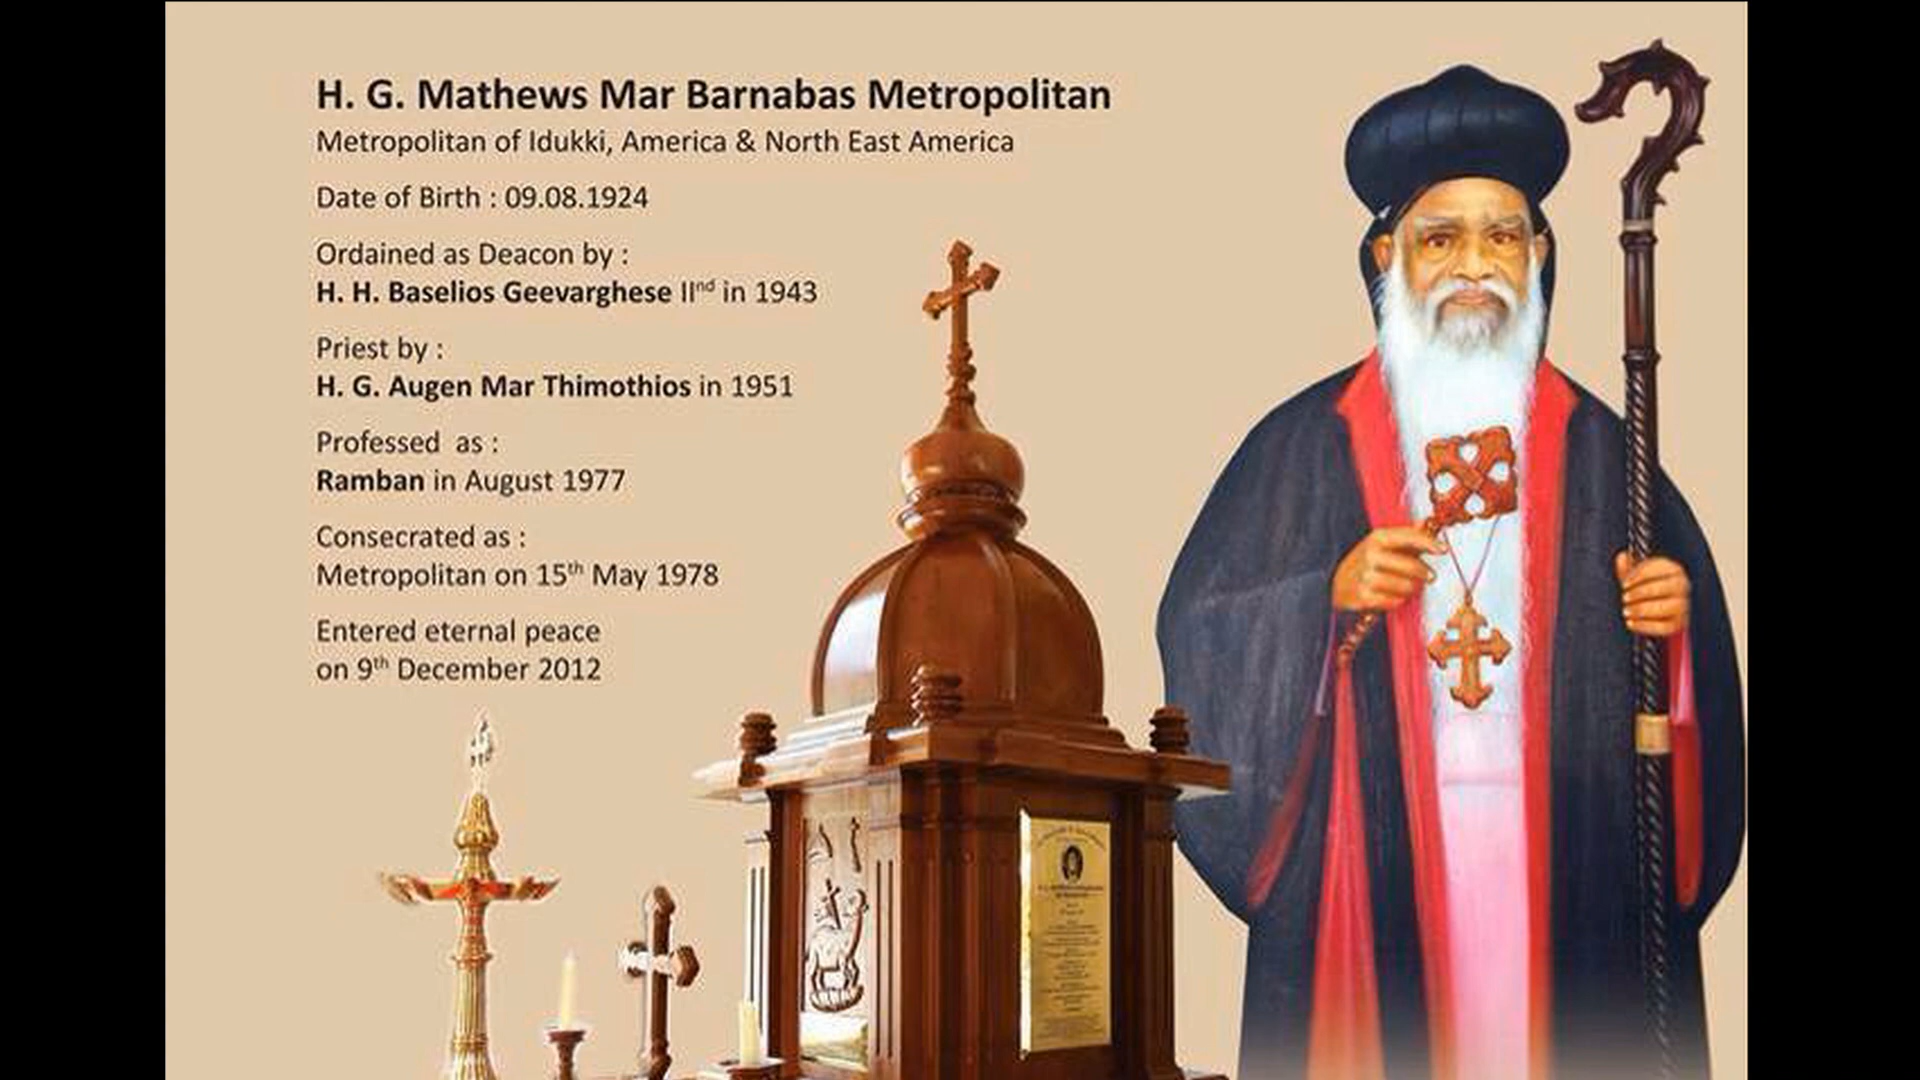 H. G. Mathews Mar Barnabas Metropolitan
Metropolitan of Idukki, America & North East America
Date of Birth : 09.08.1924
Ordained as Deacon by :
H. H. Baselios Geevarghese IInd in 1943
Priest by :
H. G. Augen Mar Thimothios in 1951
Professed as :
Ramban in August 1977
Consecrated as :
Metropolitan on 15th May 1978
Entered eternal peace
on 9th December 2012